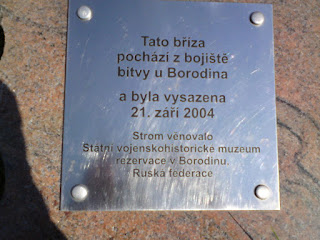 Tato bříza
pochází z bojiště
bitvy u Borodina
a byla vysazena
21. září 2004
Strom věnovalo
Státní vojenskohistorické muzeum
rezervace v Borodinu.
Ruská federace